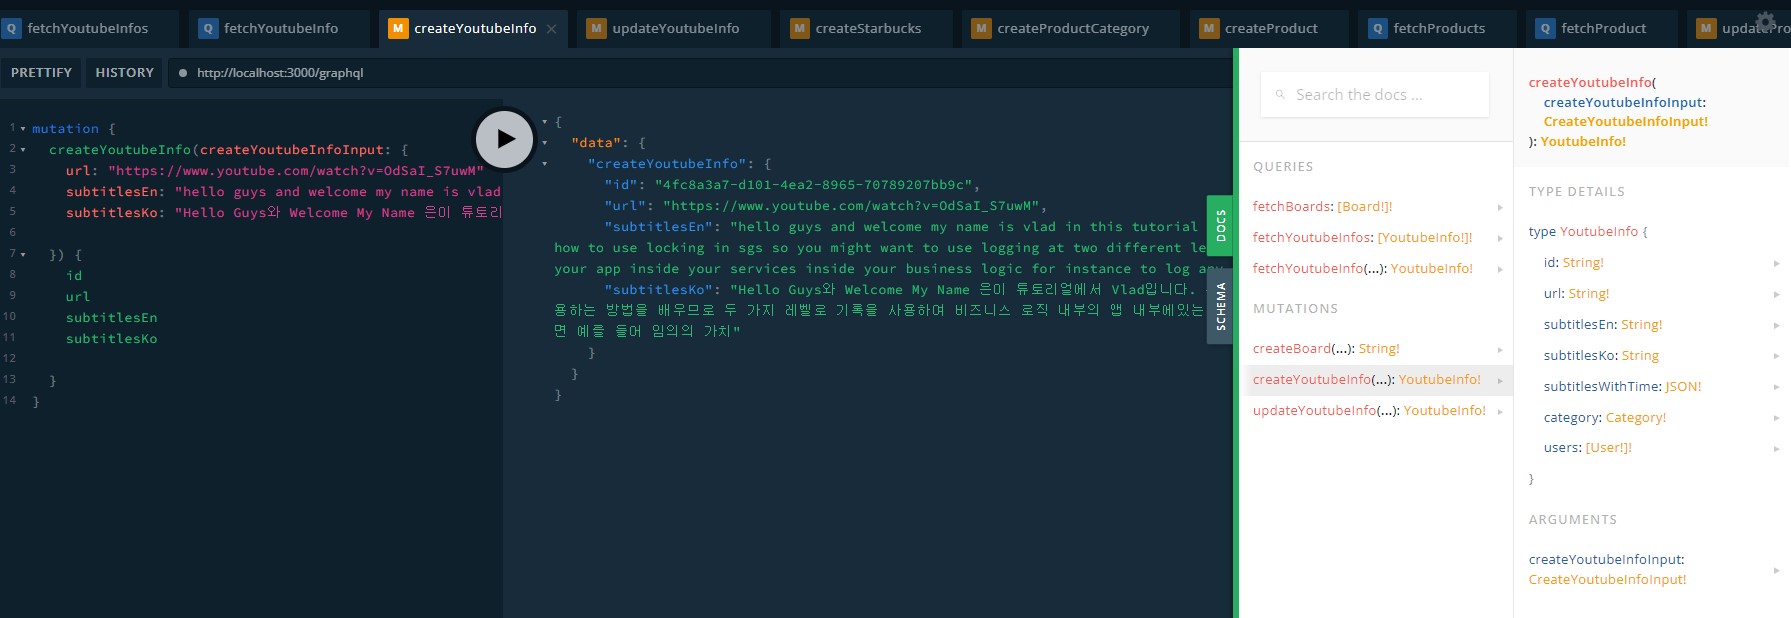 Q fetchYoutubeInfos
Q fetchYoutubeInfo
M createYoutubeInfo
M updateYoutubeInfo
M createStarbucks
M createProductCategory
M createProduct
Q fetchProducts
Q fetchProduct
M updatePro
PRETTIFY
HISTORY
http://localhost:3000/graphql
1 mutation {
2 createYoutubeInfo(createYoutubeInfoInput: {
3 url: "https://www.youtube.com/watch?v=OdSaI_S7uwM"
4 subtitlesEn: "hello guys and welcome my name is vlad
5 subtitlesKo: "Hello Guys와 Welcome My Name 은이 튜토리
6
7 }) {
8 id
9 url
10 subtitlesEn
11 subtitlesKo
12
13 }
14 }
{
"data": {
"createYoutubeInfo": {
"id": "4fc8a3a7-d101-4ea2-8965-70789207bb9c",
"url": "https://www.youtube.com/watch?v=OdSaI_S7uwM",
"subtitlesEn": "hello guys and welcome my name is vlad in this tutorial
how to use locking in sgs so you might want to use logging at two different le
your app inside your services inside your business logic for instance to log any
"subtitlesKo": "Hello Guys와 Welcome My Name 은이 튜토리얼에서 Vlad입니다.
용하는 방법을 배우므로 두 가지 레벨로 기록을 사용하여 비즈니스 로직 내부의 앱 내부에있는
면 예를 들어 임의의 가치"
}
}
}
DOCS
SCHEMA
Search the docs ...
QUERIES
fetchBoards: [Board!]!
fetchYoutubeInfos: [YoutubeInfo!]!
fetchYoutubeInfo(...): YoutubeInfo!
MUTATIONS
createBoard(...): String!
createYoutubeInfo(...): YoutubeInfo!
updateYoutubeInfo(...): YoutubeInfo!
createYoutubeInfo(
createYoutubeInfoInput:
CreateYoutubeInfoInput!
): YoutubeInfo!
TYPE DETAILS
type YoutubeInfo {
id: String!
url: String!
subtitlesEn: String!
subtitlesKo: String
subtitlesWithTime: JSON!
category: Category!
users: [User!]!
}
ARGUMENTS
createYoutubeInfoInput:
CreateYoutubeInfoInput!